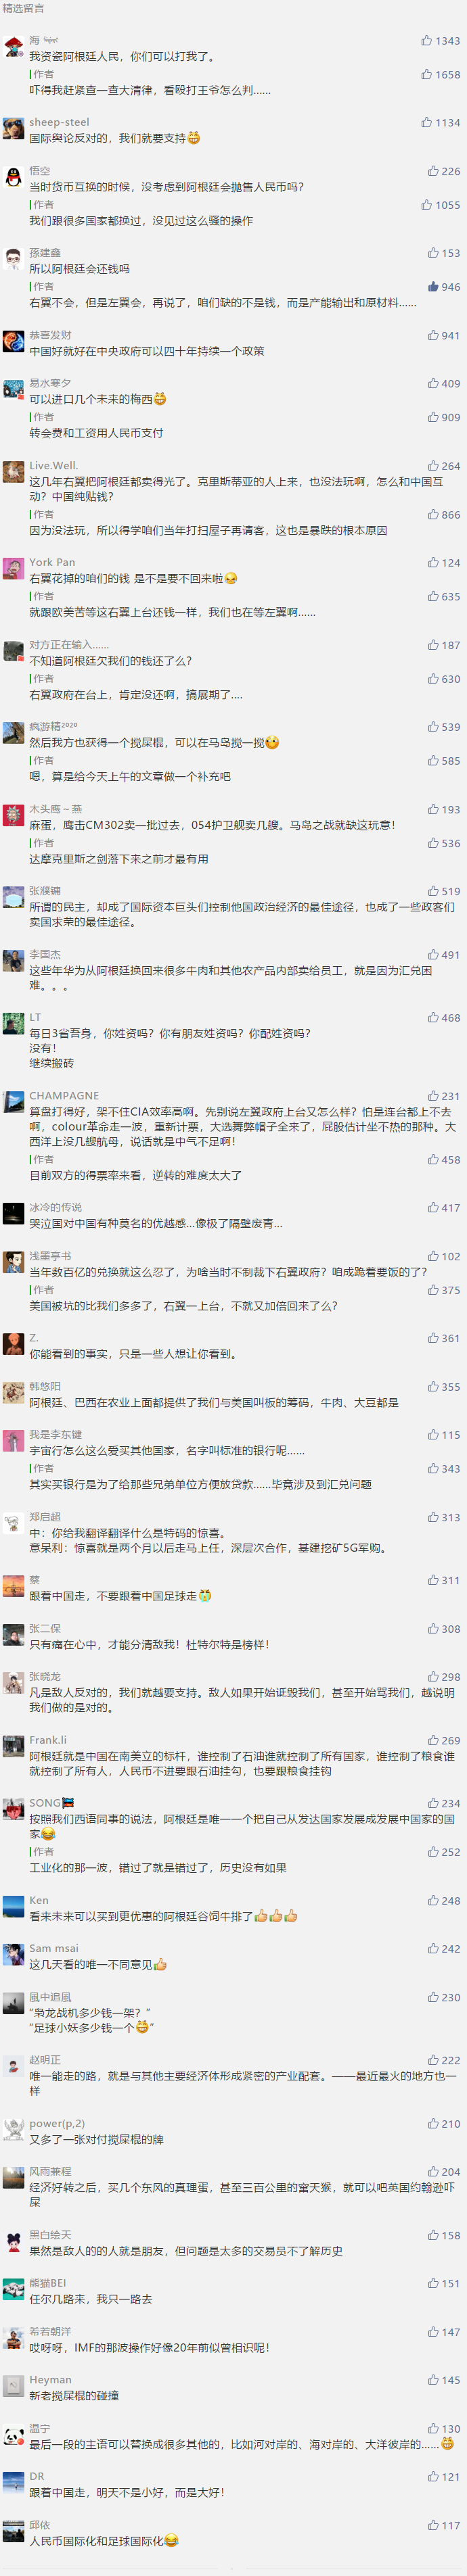 精选留言
海
1343
我资瓷阿根廷人民，你们可以打我了。
作者
1658
吓得我赶紧查一查大清律，看殴打王爷怎么判……
sheep-steel
1134
国际舆论反对的，我们就要支持😁
悟空
226
当时货币互换的时候，没考虑到阿根廷会抛售人民币吗？
作者
1055
我们跟很多国家都换过，没见过这么骚的操作
孫建鑫
153
所以阿根廷会还钱吗
作者
946
右翼不会，但是左翼会，再说了，咱们缺的不是钱，而是产能输出和原材料……
恭喜发财
941
中国好就好在中央政府可以四十年持续一个政策
易水寒夕
409
可以进口几个未来的梅西😁
作者
909
转会费和工资用人民币支付
Live.Well.
264
这几年右翼把阿根廷都卖得光了。克里斯蒂亚的人上来，也没法玩啊，怎么和中国互
动？中国纯贴钱？
作者
866
因为没法玩，所以得学咱们当年打扫屋子再请客，这也是暴跌的根本原因
York Pan
124
右翼花掉的咱们的钱 是不是要不回来啦😜
作者
635
就跟欧美苦等这右翼上台还钱一样，我们也在等左翼啊……
对方正在输入……
187
不知道阿根廷欠我们的钱还了么？
作者
630
右翼政府在台上，肯定没还啊，搞展期了....
疯游精²⁰²⁰
539
然后我方也获得一个搅屎棍，可以在马岛搅一搅
作者
585
嗯，算是给今天上午的文章做一个补充吧
木头鹰～燕
193
麻蛋，鹰击CM302卖一批过去，054护卫舰卖几艘。马岛之战就缺这玩意！
作者
536
达摩克里斯之剑落下来之前才最有用
张濮镧
519
所谓的民主，却成了国际资本巨头们控制他国政治经济的最佳途径，也成了一些政客们
卖国求荣的最佳途径。
李国杰
491
这些年华为从阿根廷换回来很多牛肉和其他农产品内部卖给员工，就是因为汇兑困
难。。。
LT
468
每日3省吾身，你姓资吗？你有朋友姓资吗？你配姓资吗？
没有！
继续搬砖
CHAMPAGNE
231
算盘打得好，架不住CIA效率高啊。先别说左翼政府上台又怎么样？怕是连台都上不去
啊，colour革命走一波，重新计票，大选舞弊帽子全来了，屁股估计坐不热的那种。大
西洋上没几艘航母，说话就是中气不足啊！
作者
458
目前双方的得票率来看，逆转的难度太大了
冰冷的传说
417
哭泣国对中国有种莫名的优越感…像极了隔壁废青…
浅墨亭书
102
当年数百亿的兑换就这么忍了，为啥当时不制裁下右翼政府？咱成跪着要饭的了？
作者
375
美国被坑的比我们多多了，右翼一上台，不就又加倍回来了么？
Z.
361
你能看到的事实，只是一些人想让你看到。
韩悠阳
355
阿根廷、巴西在农业上面都提供了我们与美国叫板的筹码，牛肉、大豆都是
我是李东键
115
宇宙行怎么这么爱买其他国家，名字叫标准的银行呢……
作者
343
其实买银行是为了给那些兄弟单位方便放贷款……毕竟涉及到汇兑问题
郑启超
313
中：你给我翻译翻译什么是特码的惊喜。
意呆利：惊喜就是两个月以后走马上任，深层次合作，基建挖矿5G军购。
蔡
311
跟着中国走，不要跟着中国足球走😭
张二保
308
只有痛在心中，才能分清敌我！杜特尔特是榜样！
张晓龙
298
凡是敌人反对的，我们就越要支持。敌人如果开始诋毁我们，甚至开始骂我们，越说明
我们做的是对的。
Frank.li
269
阿根廷就是中国在南美立的标杆，谁控制了石油谁就控制了所有国家，谁控制了粮食谁
就控制了所有人，人民币不进要跟石油挂勾，也要跟粮食挂钩
SONG
234
按照我们西语同事的说法，阿根廷是唯一一个把自己从发达国家发展成发展中国家的国
家😂
作者
252
工业化的那一波，错过了就是错过了，历史没有如果
Ken
248
看来未来可以买到更优惠的阿根廷谷饲牛排了👍👍👍
Sam msai
242
这几天看的唯一不同意见👍
風中追風
230
“枭龙战机多少钱一架？”
“足球小妖多少钱一个😁”
赵明正
222
唯一能走的路，就是与其他主要经济体形成紧密的产业配套。——最近最火的地方也一
样
power(p,2)
210
又多了一张对付搅屎棍的牌
风雨兼程
204
经济好转之后，买几个东风的真理蛋，甚至三百公里的窜天猴，就可以吧英国约翰逊吓
屎
黑白绘天
158
果然是敌人的的人就是朋友，但问题是太多的交易员不了解历史
熊猫BEI
151
任尔几路来，我只一路去
希若朝洋
147
哎呀呀，IMF的那波操作好像20年前似曾相识呢！
Heyman
145
新老搅屎棍的碰撞
温宁
130
最后一段的主语可以替换成很多其他的，比如河对岸的、海对岸的、大洋彼岸的……😁
DR
121
跟着中国走，明天不是小好，而是大好！
邱依
117
人民币国际化和足球国际化😂